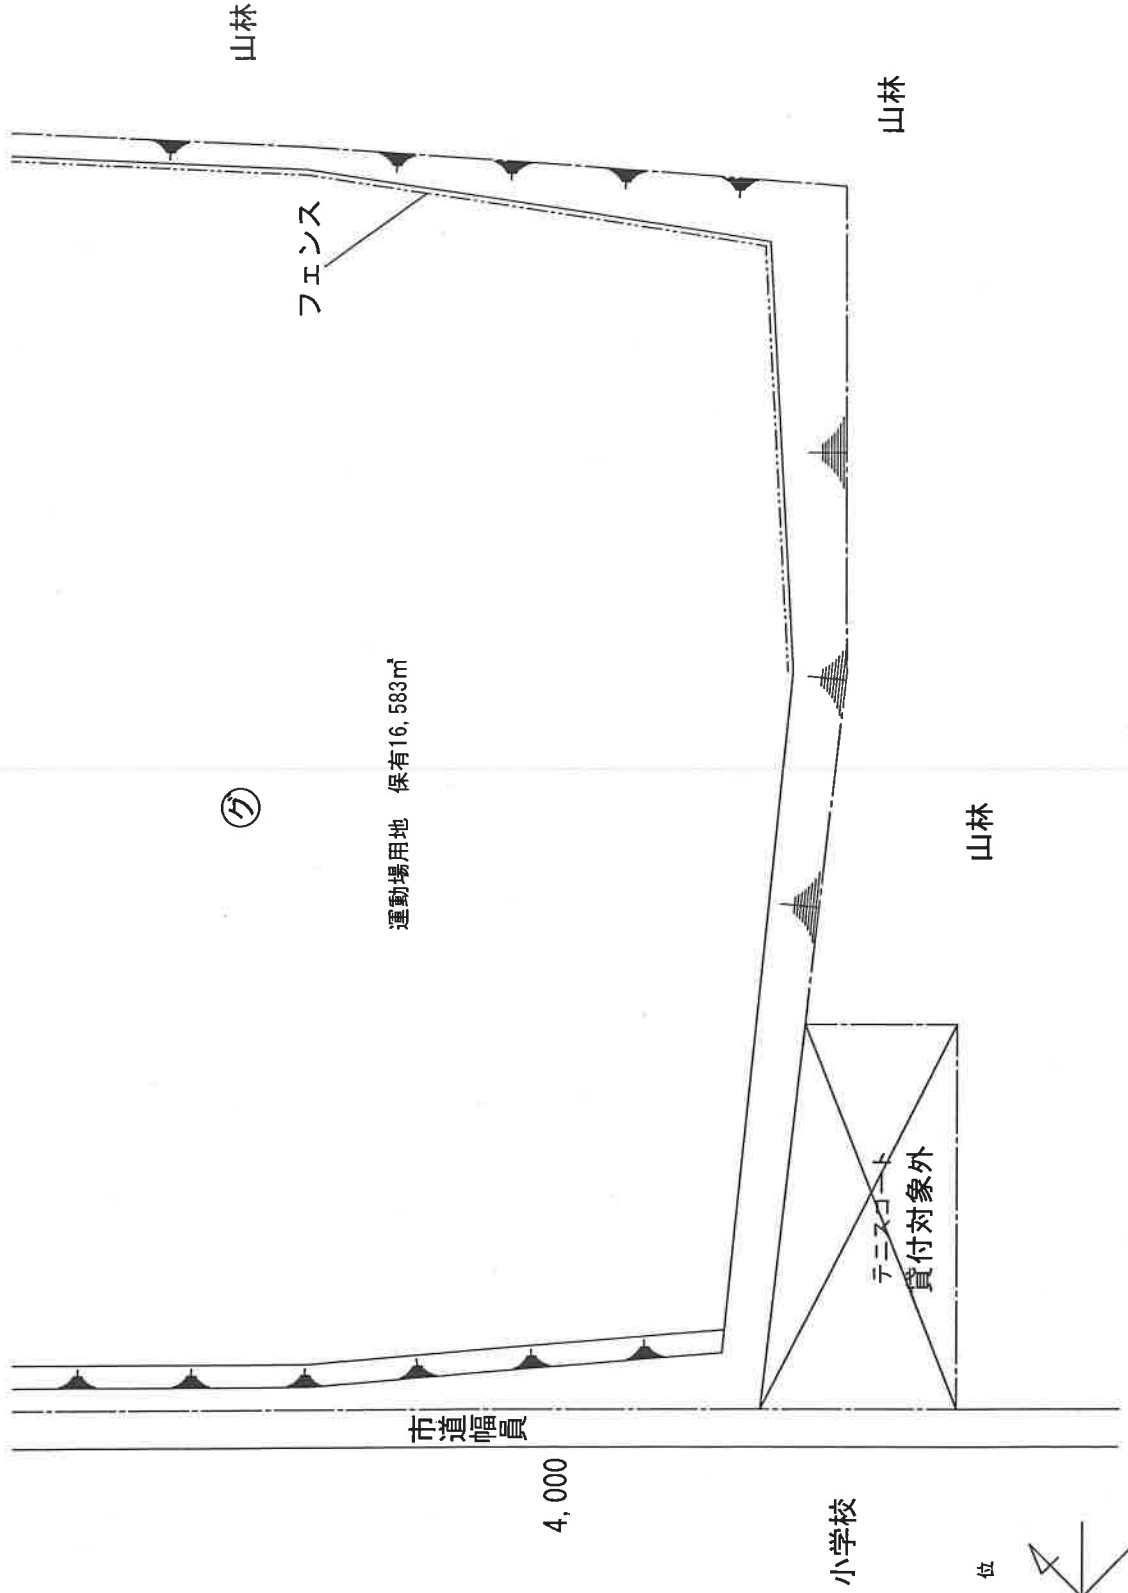 山林
山林
フェンス
グ
運動場用地 保有16,583㎡
山林
テニスコート
貸付対象外
市道幅員
4,000
小学校
位